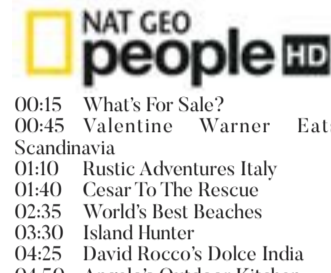 NAT GEO
people HD
00:15 What's For Sale?
00:45 Valentine Warner Eats
Scandinavia
01:10 Rustic Adventures Italy
01:40 Cesar To The Rescue
02:35 World's Best Beaches
03:30 Island Hunter
04:25 David Rocco's Dolce India